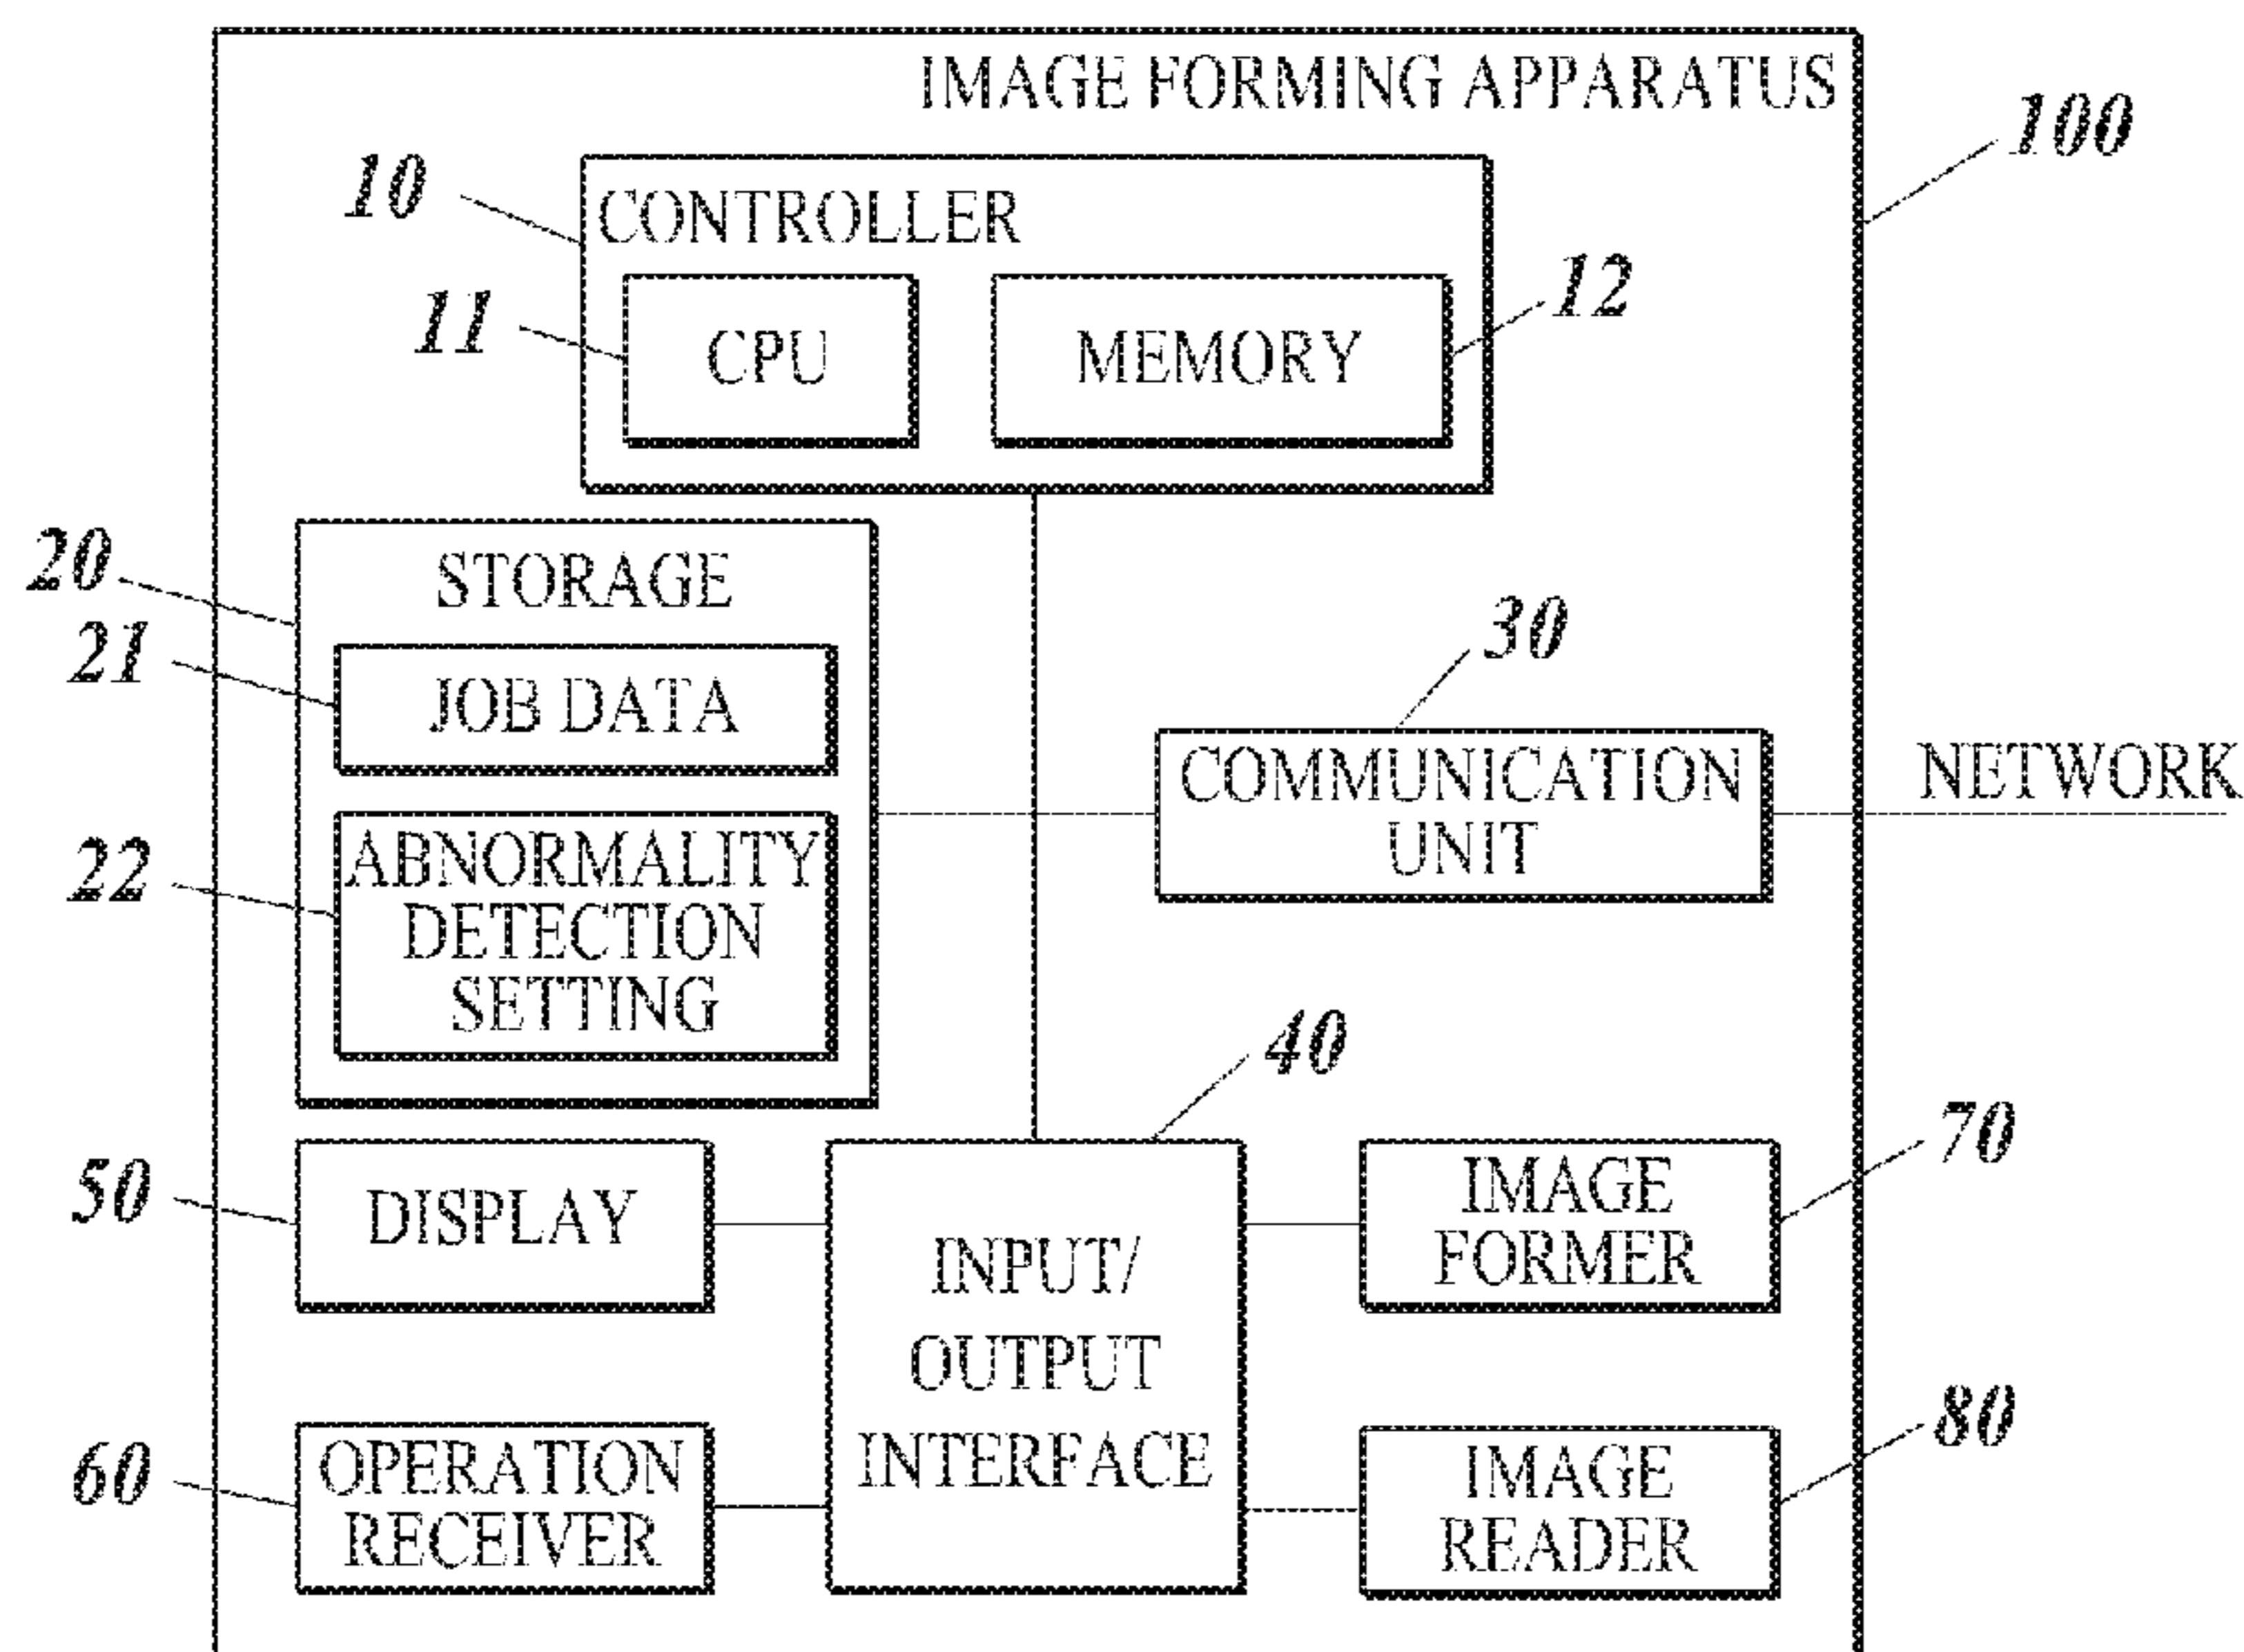 IMAGE FORMING APPARATUS
100
10
CONTROLLER
11
CPU
MEMORY
12
20
STORAGE
21
JOB DATA
22
ABNORMALITY
DETECTION
SETTING
30
COMMUNICATION
UNIT
NETWORK
40
INPUT/
OUTPUT
INTERFACE
50
DISPLAY
60
OPERATION
RECEIVER
70
IMAGE
FORMER
80
IMAGE
READER